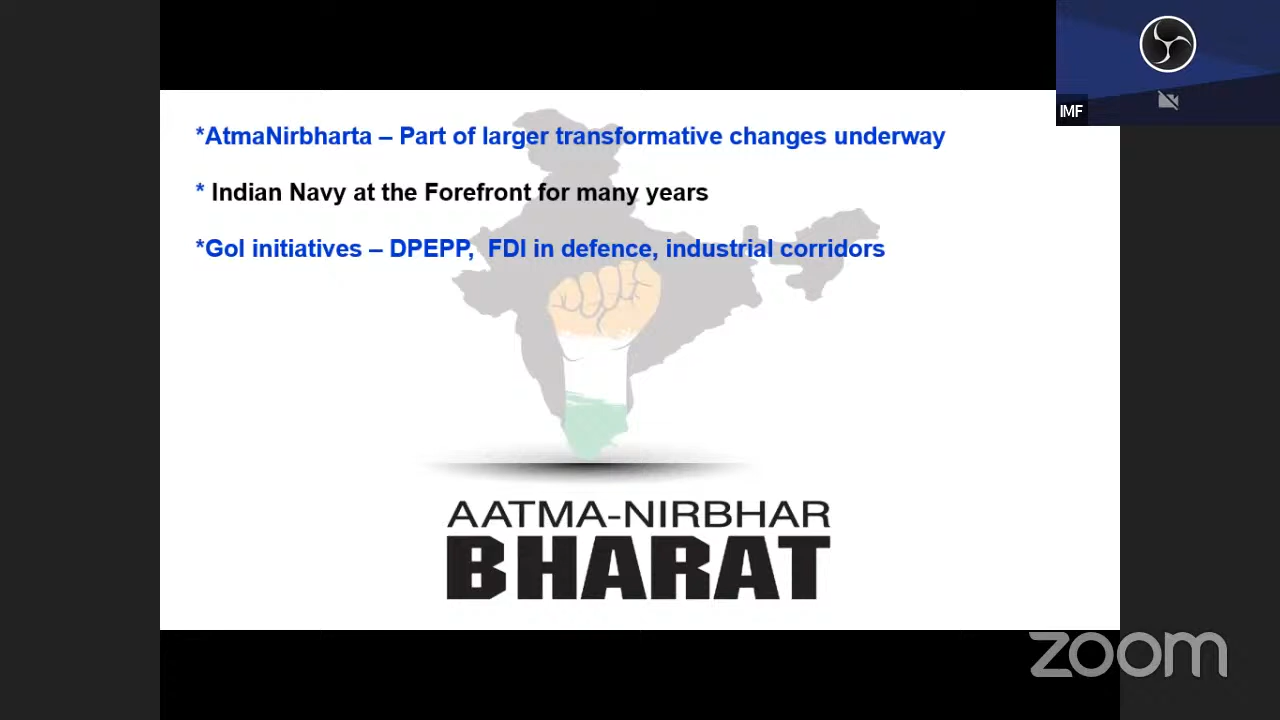 *AtmaNirbharta – Part of larger transformative changes underway
* Indian Navy at the Forefront for many years
*GoI initiatives – DPEPP, FDI in defence, industrial corridors
AATMA-NIRBHAR
BHARAT
IMF
zoom